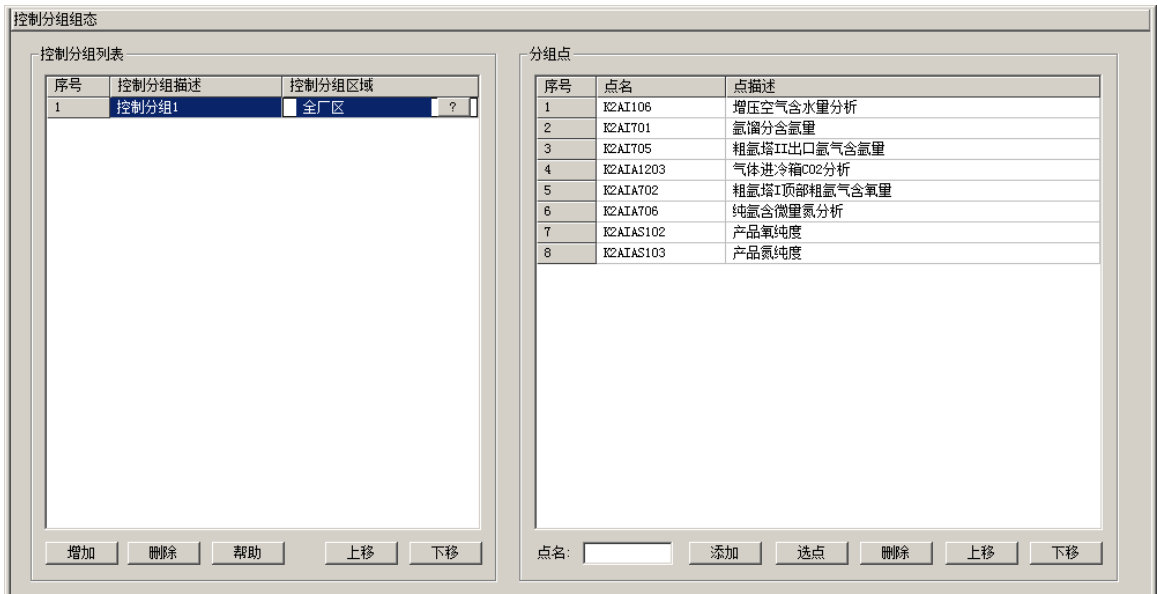 控制分组组态
控制分组列表
序号 控制分组描述 控制分组区域
1 控制分组1 全厂区 ?
增加 删除 帮助 上移 下移
分组点
序号 点名 点描述
1 K2AI106 增压空气含水量分析
2 K2AI701 氩馏分含氩量
3 K2AI705 粗氩塔II出口氩气含氩量
4 K2AIA1203 气体进冷箱CO2分析
5 K2AIA702 粗氩塔I顶部粗氩气含氧量
6 K2AIA706 纯氩含微量氮分析
7 K2AIAS102 产品氧纯度
8 K2AIAS103 产品氮纯度
点名: 添加 选点 删除 上移 下移